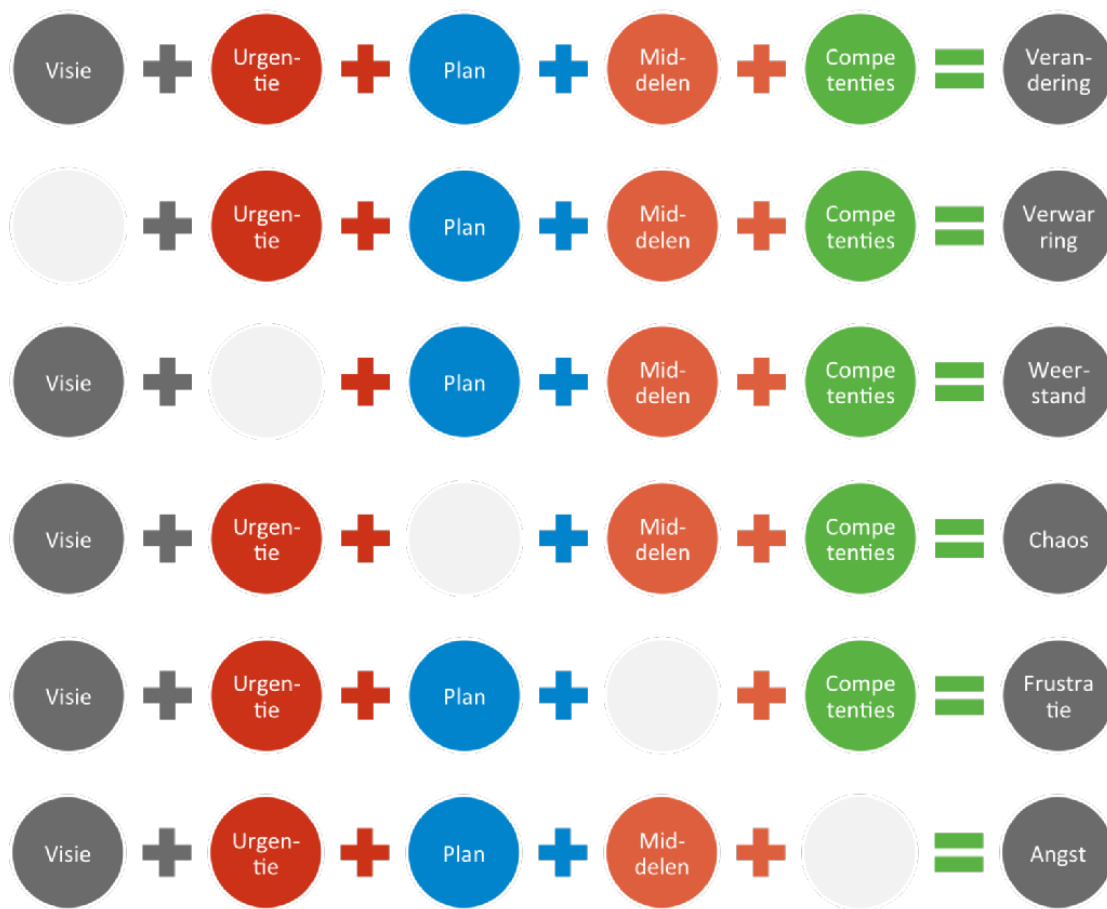 Visie + Urgen- + Plan + Mid- + Compe = Veran-
tie delen tenties dering
+ Urgen- + Plan + Mid- + Compe = Verwar
tie delen tenties ring
Visie + + Plan + Mid- + Compe = Weer-
delen tenties stand
Visie + Urgen- + + Mid- + Compe = Chaos
tie delen tenties
Visie + Urgen- + Plan + + Compe = Frustra
tie tenties tie
Visie + Urgen- + Plan + Mid- + = Angst
tie delen